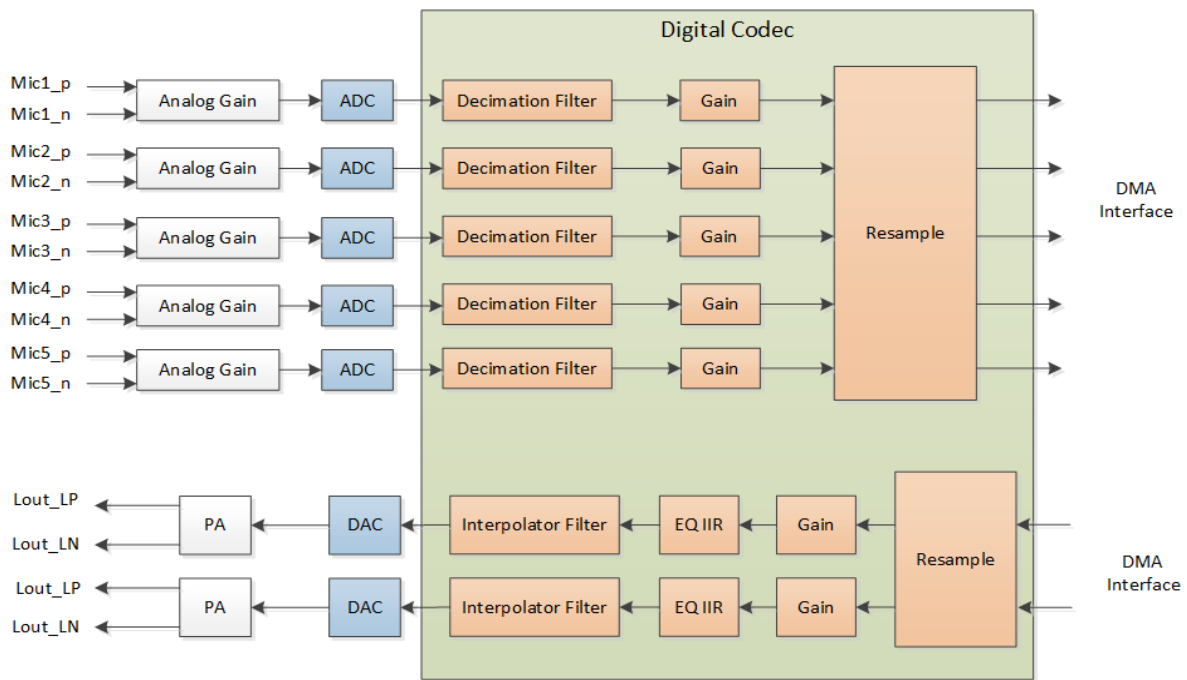 Digital Codec
Mic1_p
Mic1_n
Analog Gain
ADC
Decimation Filter
Gain
Mic2_p
Mic2_n
Analog Gain
ADC
Decimation Filter
Gain
Mic3_p
Mic3_n
Analog Gain
ADC
Decimation Filter
Gain
Mic4_p
Mic4_n
Analog Gain
ADC
Decimation Filter
Gain
Mic5_p
Mic5_n
Analog Gain
ADC
Decimation Filter
Gain
Resample
DMA
Interface
Lout_LP
Lout_LN
PA
DAC
Interpolator Filter
EQ IIR
Gain
Lout_LP
Lout_LN
PA
DAC
Interpolator Filter
EQ IIR
Gain
Resample
DMA
Interface